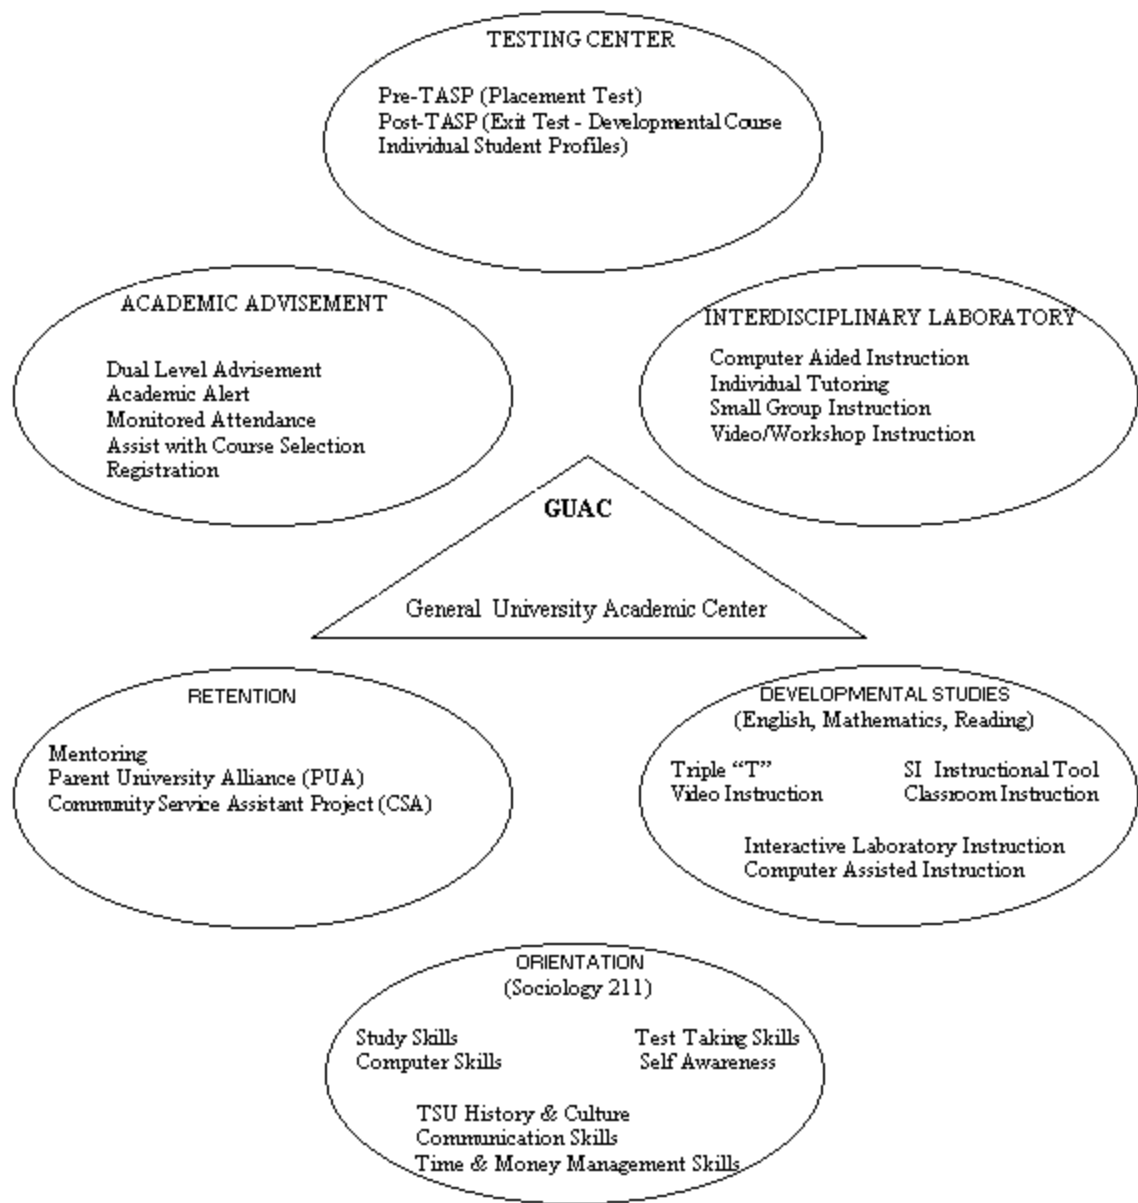 TESTING CENTER
Pre-TASP (Placement Test)
Post-TASP (Exit Test - Developmental Course
Individual Student Profiles)
ACADEMIC ADVISEMENT
Dual Level Advisement
Academic Alert
Monitored Attendance
Assist with Course Selection
Registration
INTERDISCIPLINARY LABORATORY
Computer Aided Instruction
Individual Tutoring
Small Group Instruction
Video/Workshop Instruction
GUAC
General University Academic Center
RETENTION
Mentoring
Parent University Alliance (PUA)
Community Service Assistant Project (CSA)
DEVELOPMENTAL STUDIES
(English, Mathematics, Reading)
Triple “T”
Video Instruction
SI Instructional Tool
Classroom Instruction
Interactive Laboratory Instruction
Computer Assisted Instruction
ORIENTATION
(Sociology 211)
Study Skills
Computer Skills
Test Taking Skills
Self Awareness
TSU History & Culture
Communication Skills
Time & Money Management Skills